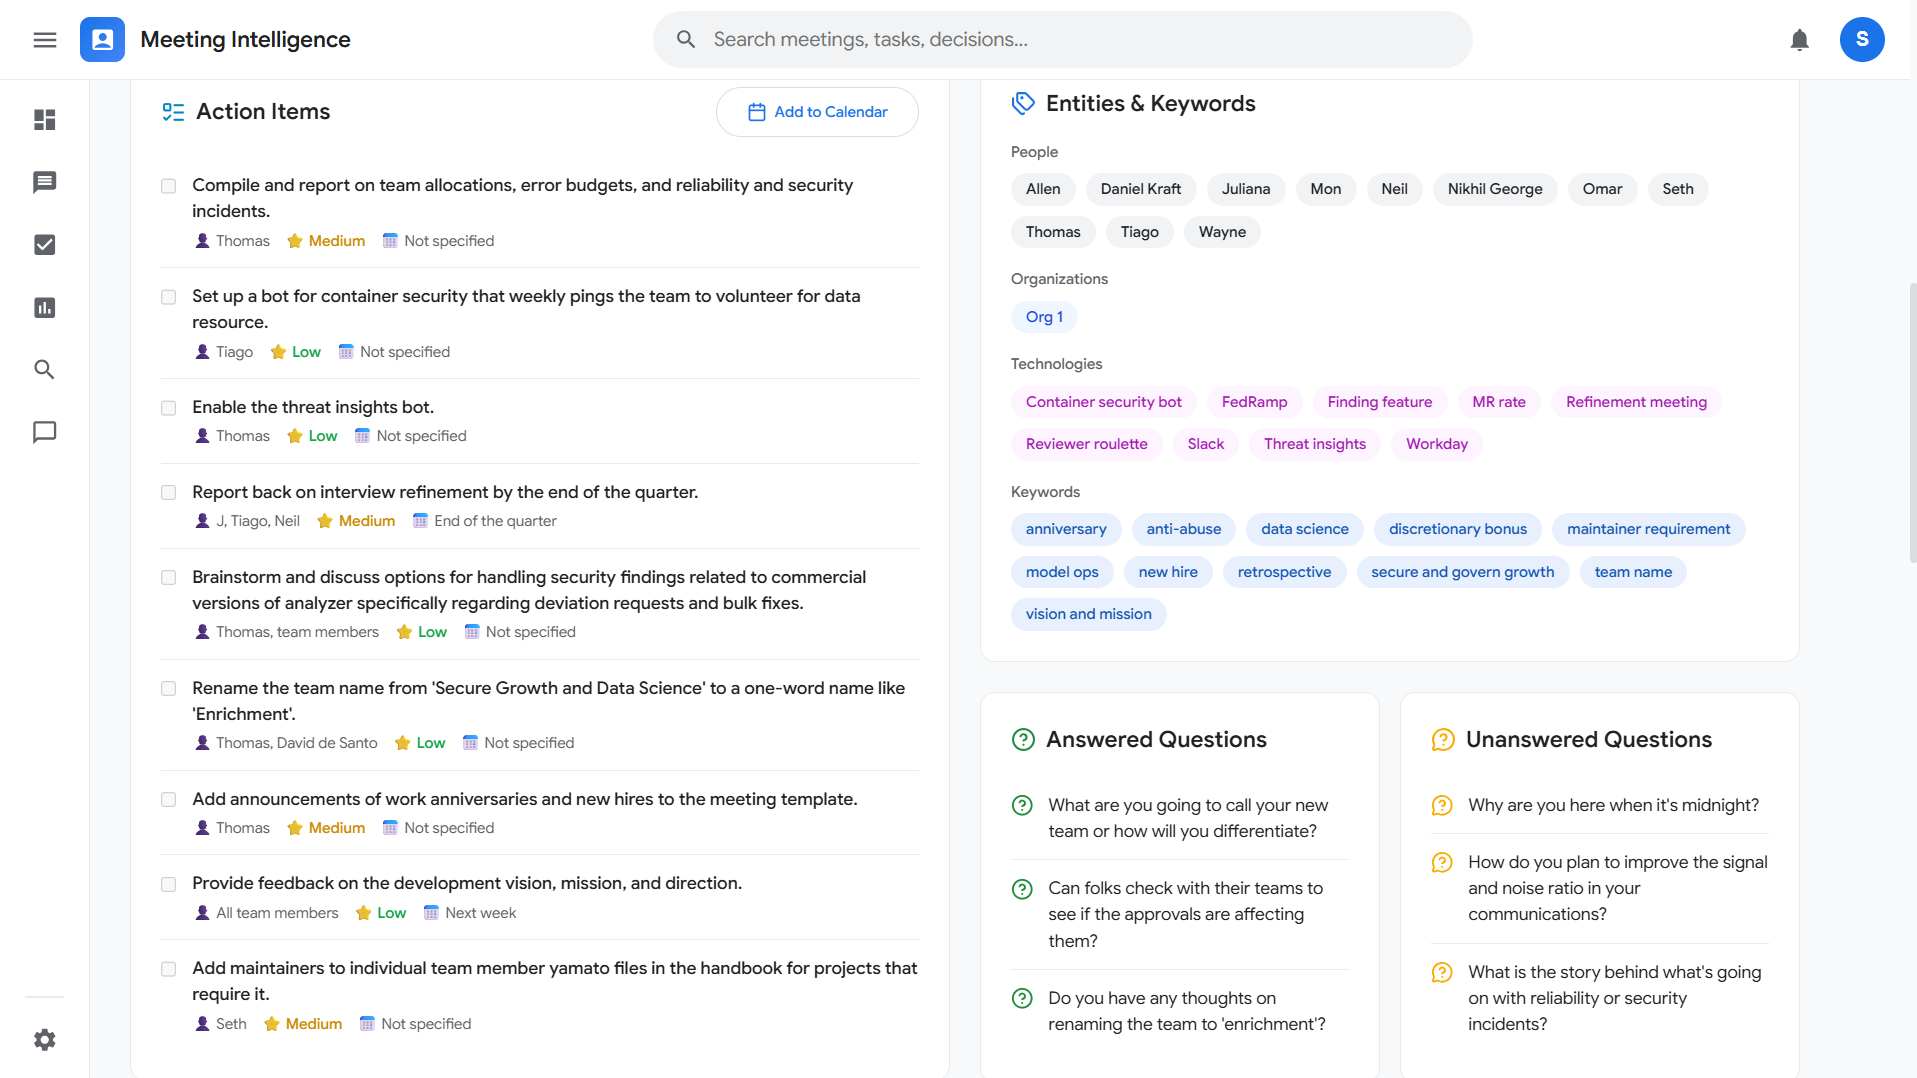 Meeting Intelligence
Search meetings, tasks, decisions...
S
Action Items
Add to Calendar
Compile and report on team allocations, error budgets, and reliability and security
incidents.
Thomas Medium Not specified
Set up a bot for container security that weekly pings the team to volunteer for data
resource.
Tiago Low Not specified
Enable the threat insights bot.
Thomas Low Not specified
Report back on interview refinement by the end of the quarter.
J, Tiago, Neil Medium End of the quarter
Brainstorm and discuss options for handling security findings related to commercial
versions of analyzer specifically regarding deviation requests and bulk fixes.
Thomas, team members Low Not specified
Rename the team name from 'Secure Growth and Data Science' to a one-word name like
'Enrichment'.
Thomas, David de Santo Low Not specified
Add announcements of work anniversaries and new hires to the meeting template.
Thomas Medium Not specified
Provide feedback on the development vision, mission, and direction.
All team members Low Next week
Add maintainers to individual team member yamato files in the handbook for projects that
require it.
Seth Medium Not specified
Entities & Keywords
People
Allen Daniel Kraft Juliana Mon Neil Nikhil George Omar Seth
Thomas Tiago Wayne
Organizations
Org 1
Technologies
Container security bot FedRamp Finding feature MR rate Refinement meeting
Reviewer roulette Slack Threat insights Workday
Keywords
anniversary anti-abuse data science discretionary bonus maintainer requirement
model ops new hire retrospective secure and govern growth team name
vision and mission
Answered Questions
What are you going to call your new
team or how will you differentiate?
Can folks check with their teams to
see if the approvals are affecting
them?
Do you have any thoughts on
renaming the team to 'enrichment'?
Unanswered Questions
Why are you here when it's midnight?
How do you plan to improve the signal
and noise ratio in your
communications?
What is the story behind what's going
on with reliability or security
incidents?